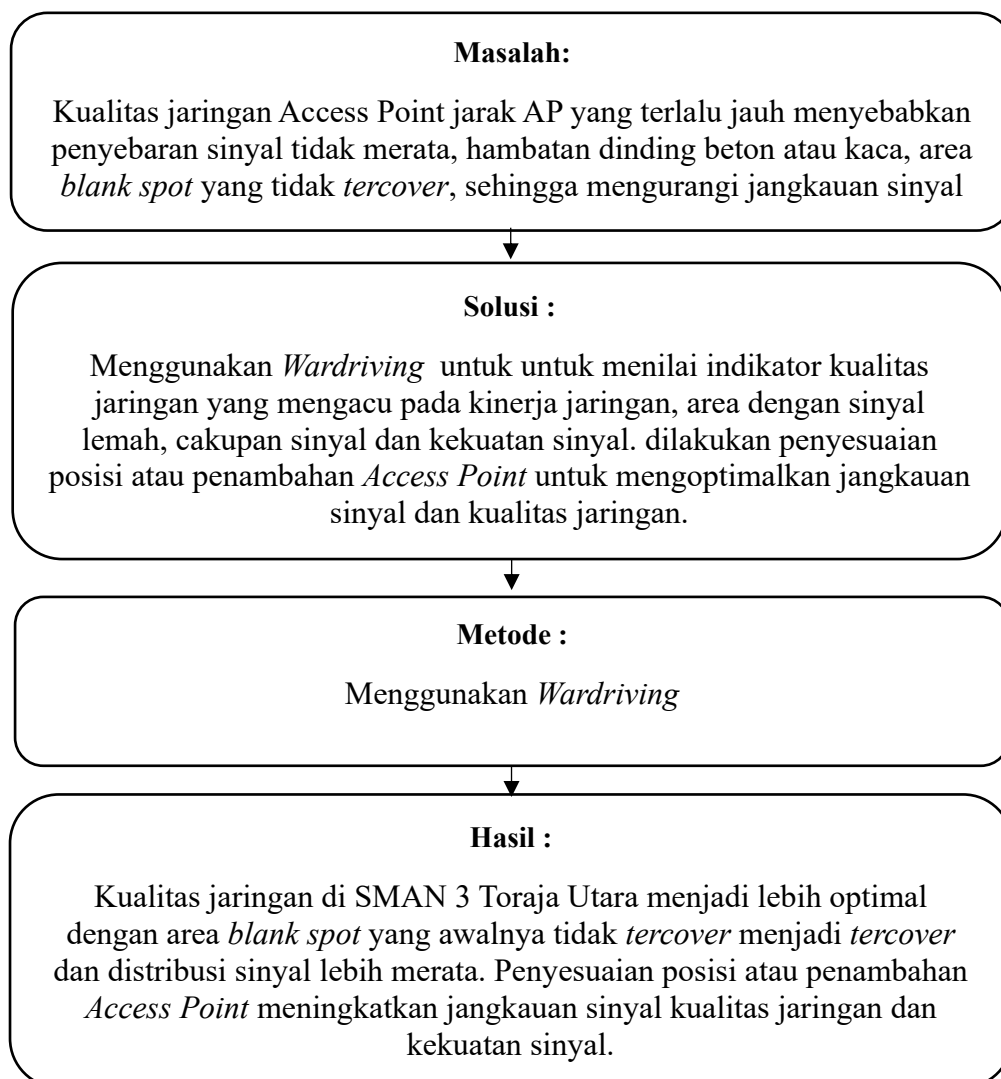 Masalah:
Kualitas jaringan Access Point jarak AP yang terlalu jauh menyebabkan
penyebaran sinyal tidak merata, hambatan dinding beton atau kaca, area
blank spot yang tidak tercover, sehingga mengurangi jangkauan sinyal
Solusi :
Menggunakan Wardriving untuk untuk menilai indikator kualitas
jaringan yang mengacu pada kinerja jaringan, area dengan sinyal
lemah, cakupan sinyal dan kekuatan sinyal. dilakukan penyesuaian
posisi atau penambahan Access Point untuk mengoptimalkan jangkauan
sinyal dan kualitas jaringan.
Metode :
Menggunakan Wardriving
Hasil :
Kualitas jaringan di SMAN 3 Toraja Utara menjadi lebih optimal
dengan area blank spot yang awalnya tidak tercover menjadi tercover
dan distribusi sinyal lebih merata. Penyesuaian posisi atau penambahan
Access Point meningkatkan jangkauan sinyal kualitas jaringan dan
kekuatan sinyal.